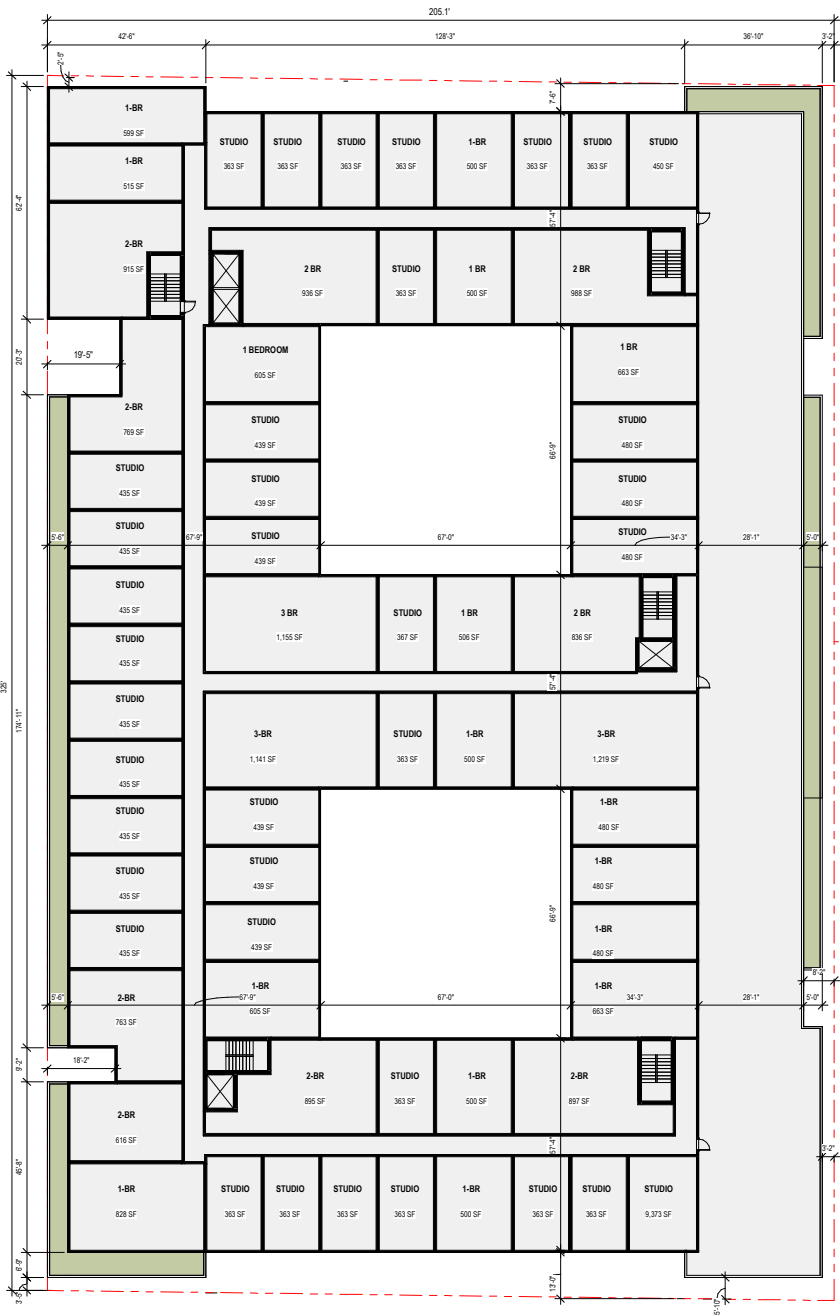 205.1'
42'-6"
128'-3"
36'-10"
3'-2"
2'-5"
7'-6"
1-BR
599 SF
1-BR
515 SF
2-BR
915 SF
62'-4"
STUDIO
363 SF
STUDIO
363 SF
STUDIO
363 SF
STUDIO
363 SF
1-BR
500 SF
STUDIO
363 SF
STUDIO
363 SF
STUDIO
450 SF
57'-4"
2 BR
936 SF
STUDIO
363 SF
1 BR
500 SF
2 BR
988 SF
20'-3"
19'-5"
2-BR
769 SF
1 BEDROOM
605 SF
1 BR
663 SF
STUDIO
439 SF
STUDIO
480 SF
66'-9"
STUDIO
435 SF
STUDIO
439 SF
STUDIO
480 SF
STUDIO
435 SF
STUDIO
439 SF
STUDIO
480 SF
5'-6"
67'-9"
67'-0"
34'-3"
28'-1"
5'-0"
STUDIO
435 SF
STUDIO
435 SF
3 BR
1,155 SF
STUDIO
367 SF
1 BR
506 SF
2 BR
836 SF
325'
174'-11"
57'-4"
STUDIO
435 SF
STUDIO
435 SF
3-BR
1,141 SF
STUDIO
363 SF
1-BR
500 SF
3-BR
1,219 SF
STUDIO
435 SF
STUDIO
439 SF
1-BR
480 SF
STUDIO
435 SF
STUDIO
439 SF
1-BR
480 SF
STUDIO
435 SF
STUDIO
439 SF
1-BR
480 SF
66'-9"
8'-2"
2-BR
763 SF
1-BR
605 SF
1-BR
663 SF
5'-6"
67'-9"
67'-0"
34'-3"
28'-1"
5'-0"
9'-2"
18'-2"
2-BR
616 SF
2-BR
895 SF
STUDIO
363 SF
1-BR
500 SF
2-BR
897 SF
57'-4"
3'-2"
45'-8"
1-BR
828 SF
STUDIO
363 SF
STUDIO
363 SF
STUDIO
363 SF
STUDIO
363 SF
1-BR
500 SF
STUDIO
363 SF
STUDIO
363 SF
STUDIO
9,373 SF
6'-9"
3'-5"
13'-0"
5'-10"